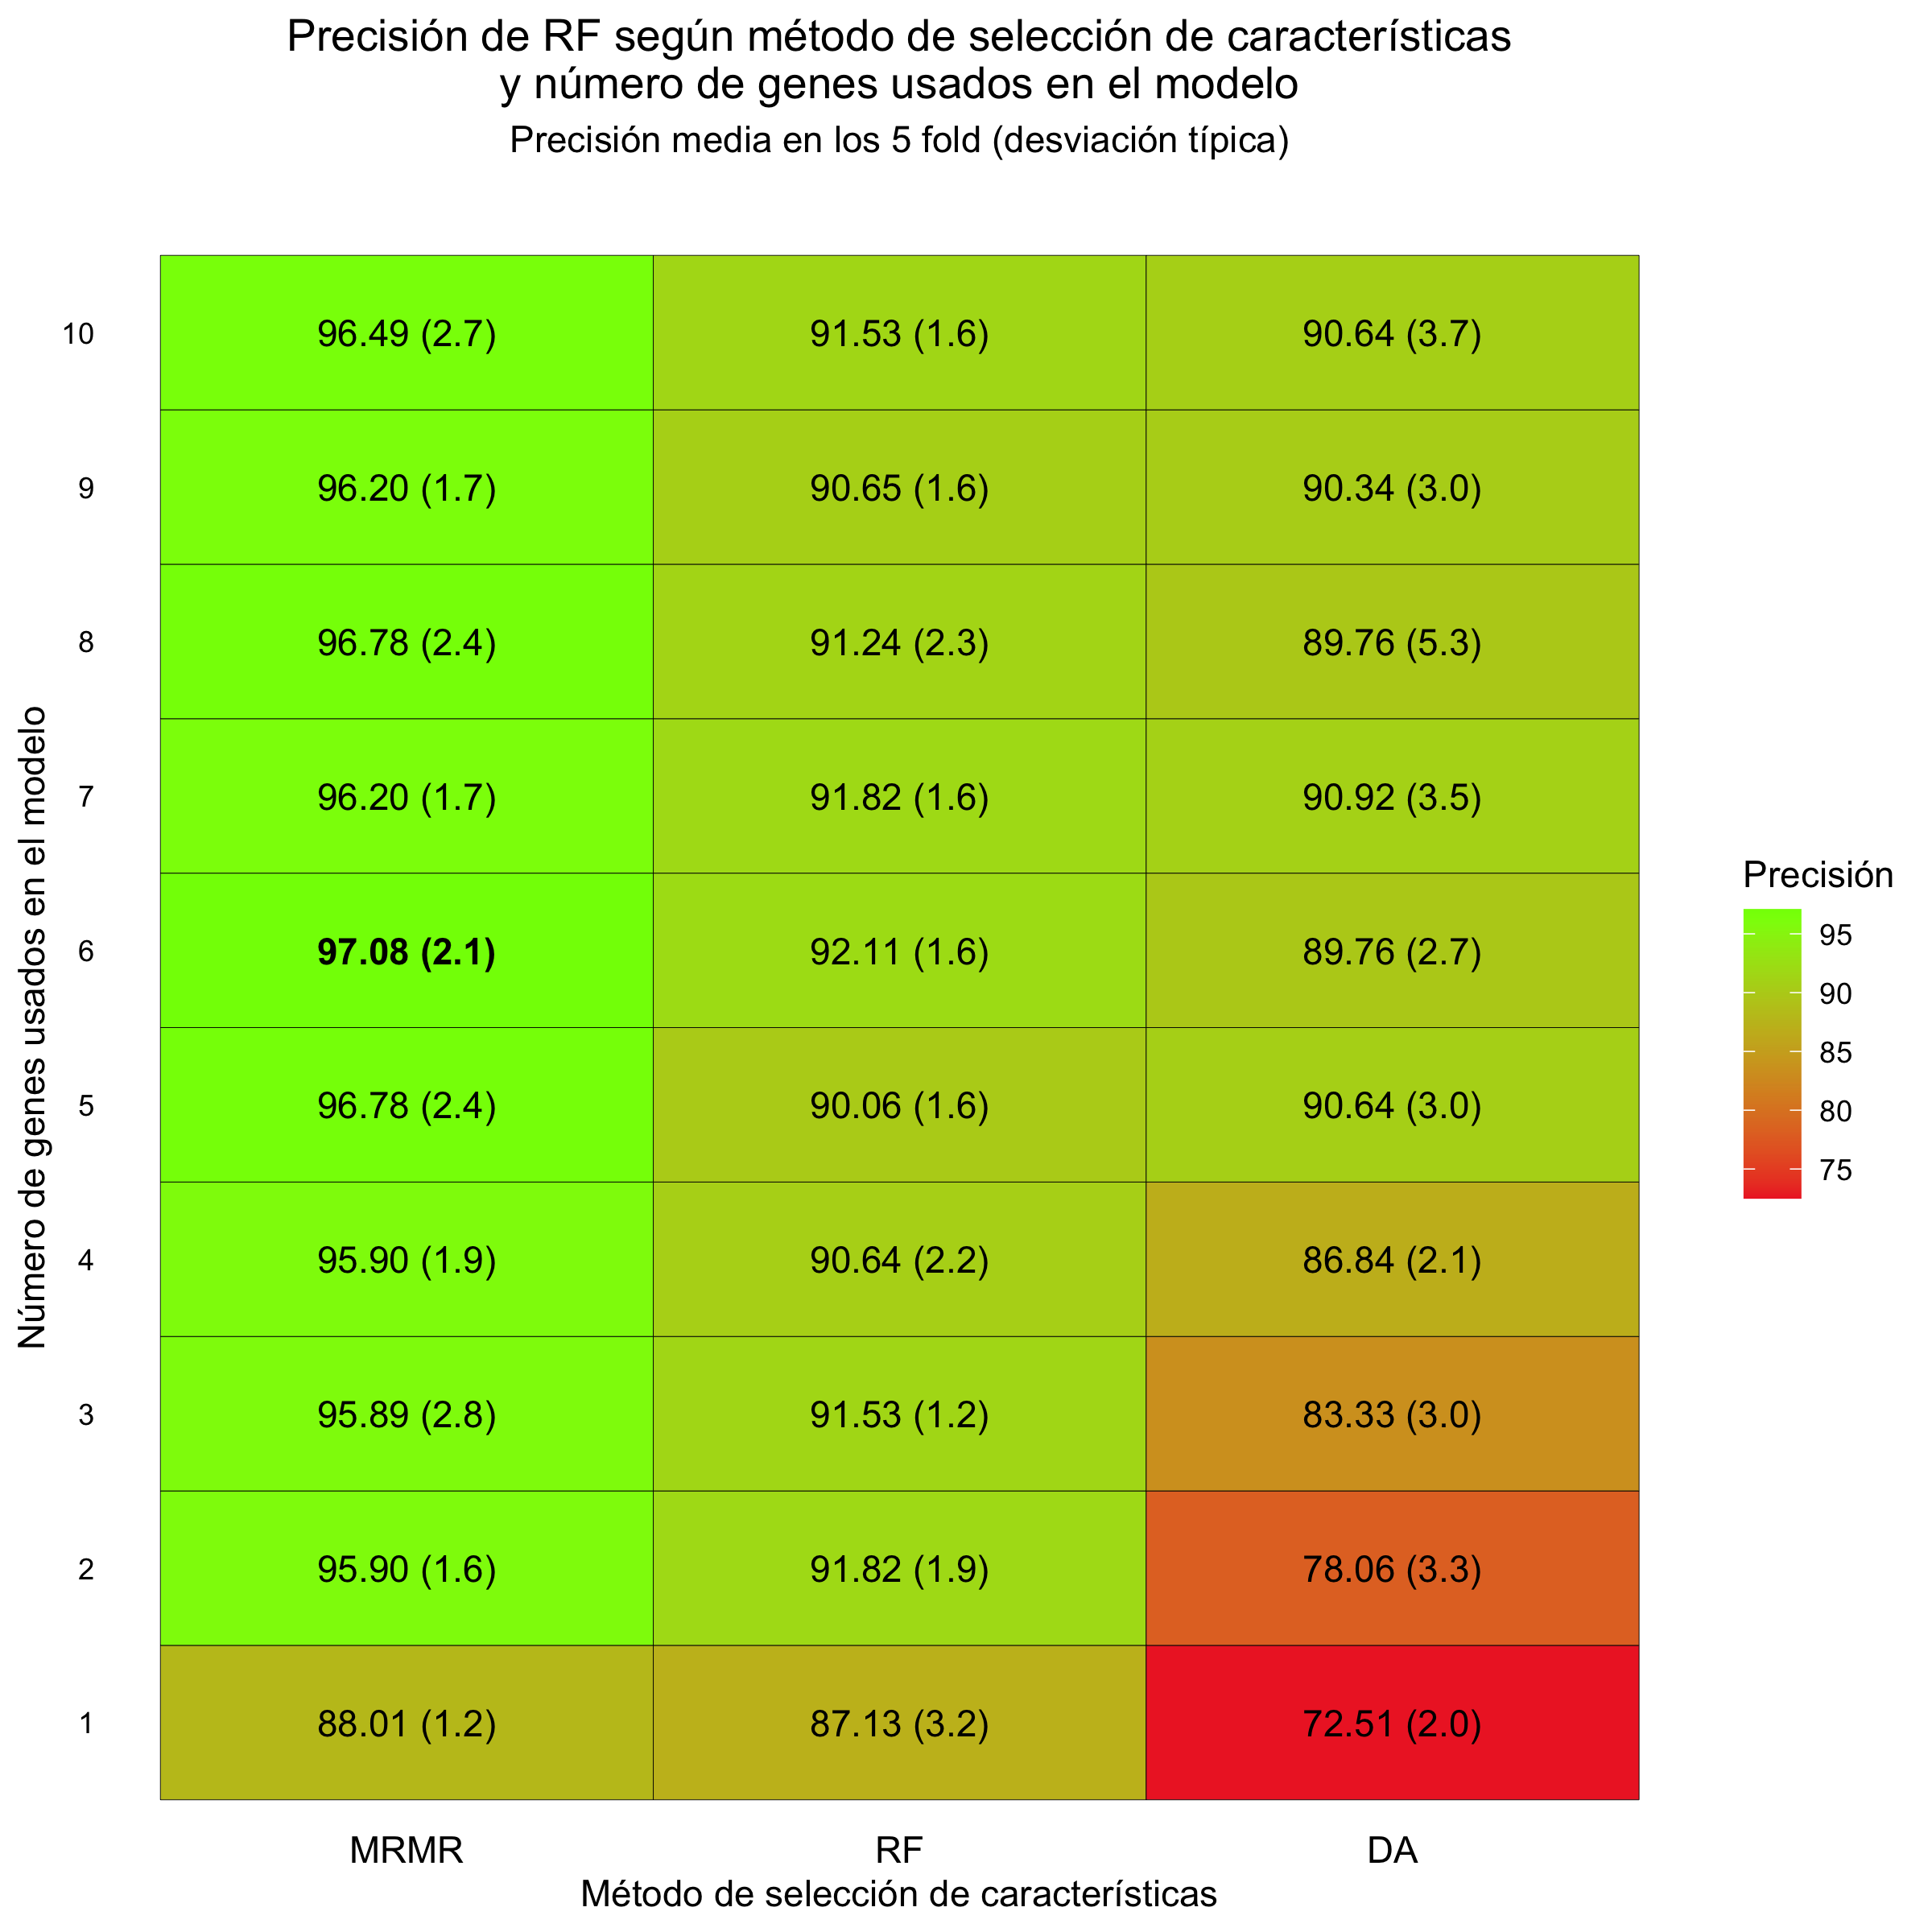 Precisión de RF según método de selección de características
y número de genes usados en el modelo
Precisión media en los 5 fold (desviación típica)
Número de genes usados en el modelo
10 96.49 (2.7) 91.53 (1.6) 90.64 (3.7)
9 96.20 (1.7) 90.65 (1.6) 90.34 (3.0)
8 96.78 (2.4) 91.24 (2.3) 89.76 (5.3)
7 96.20 (1.7) 91.82 (1.6) 90.92 (3.5)
6 97.08 (2.1) 92.11 (1.6) 89.76 (2.7)
5 96.78 (2.4) 90.06 (1.6) 90.64 (3.0)
4 95.90 (1.9) 90.64 (2.2) 86.84 (2.1)
3 95.89 (2.8) 91.53 (1.2) 83.33 (3.0)
2 95.90 (1.6) 91.82 (1.9) 78.06 (3.3)
1 88.01 (1.2) 87.13 (3.2) 72.51 (2.0)
MRMR RF DA
Método de selección de características
Precisión
95
90
85
80
75